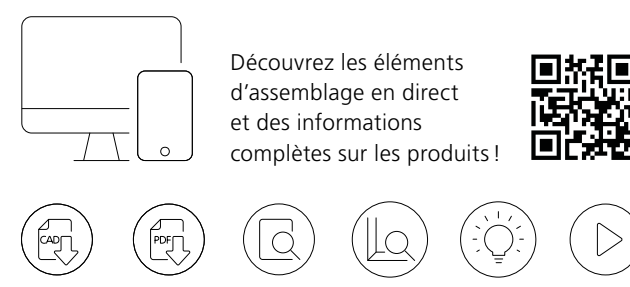 Découvrez les éléments
d’assemblage en direct
et des informations
complètes sur les produits !
CAD
PDF